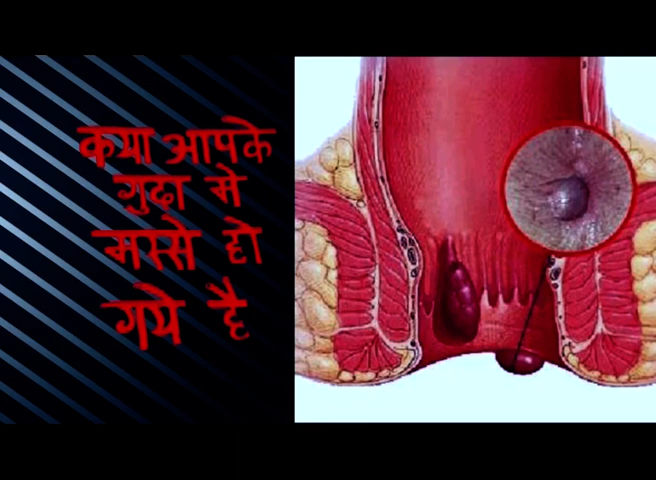 क्या आपके
गुदा मे
मस्से हो
गये है